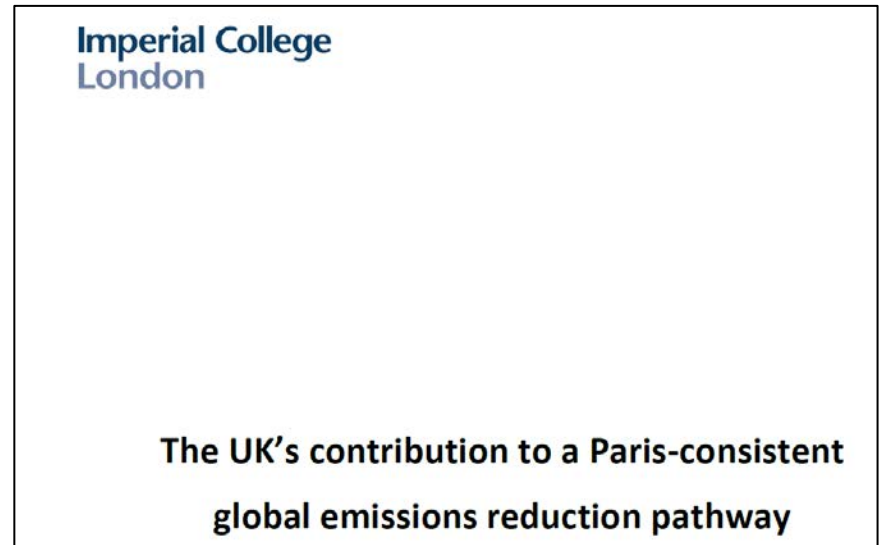 Imperial College
London
The UK’s contribution to a Paris-consistent
global emissions reduction pathway